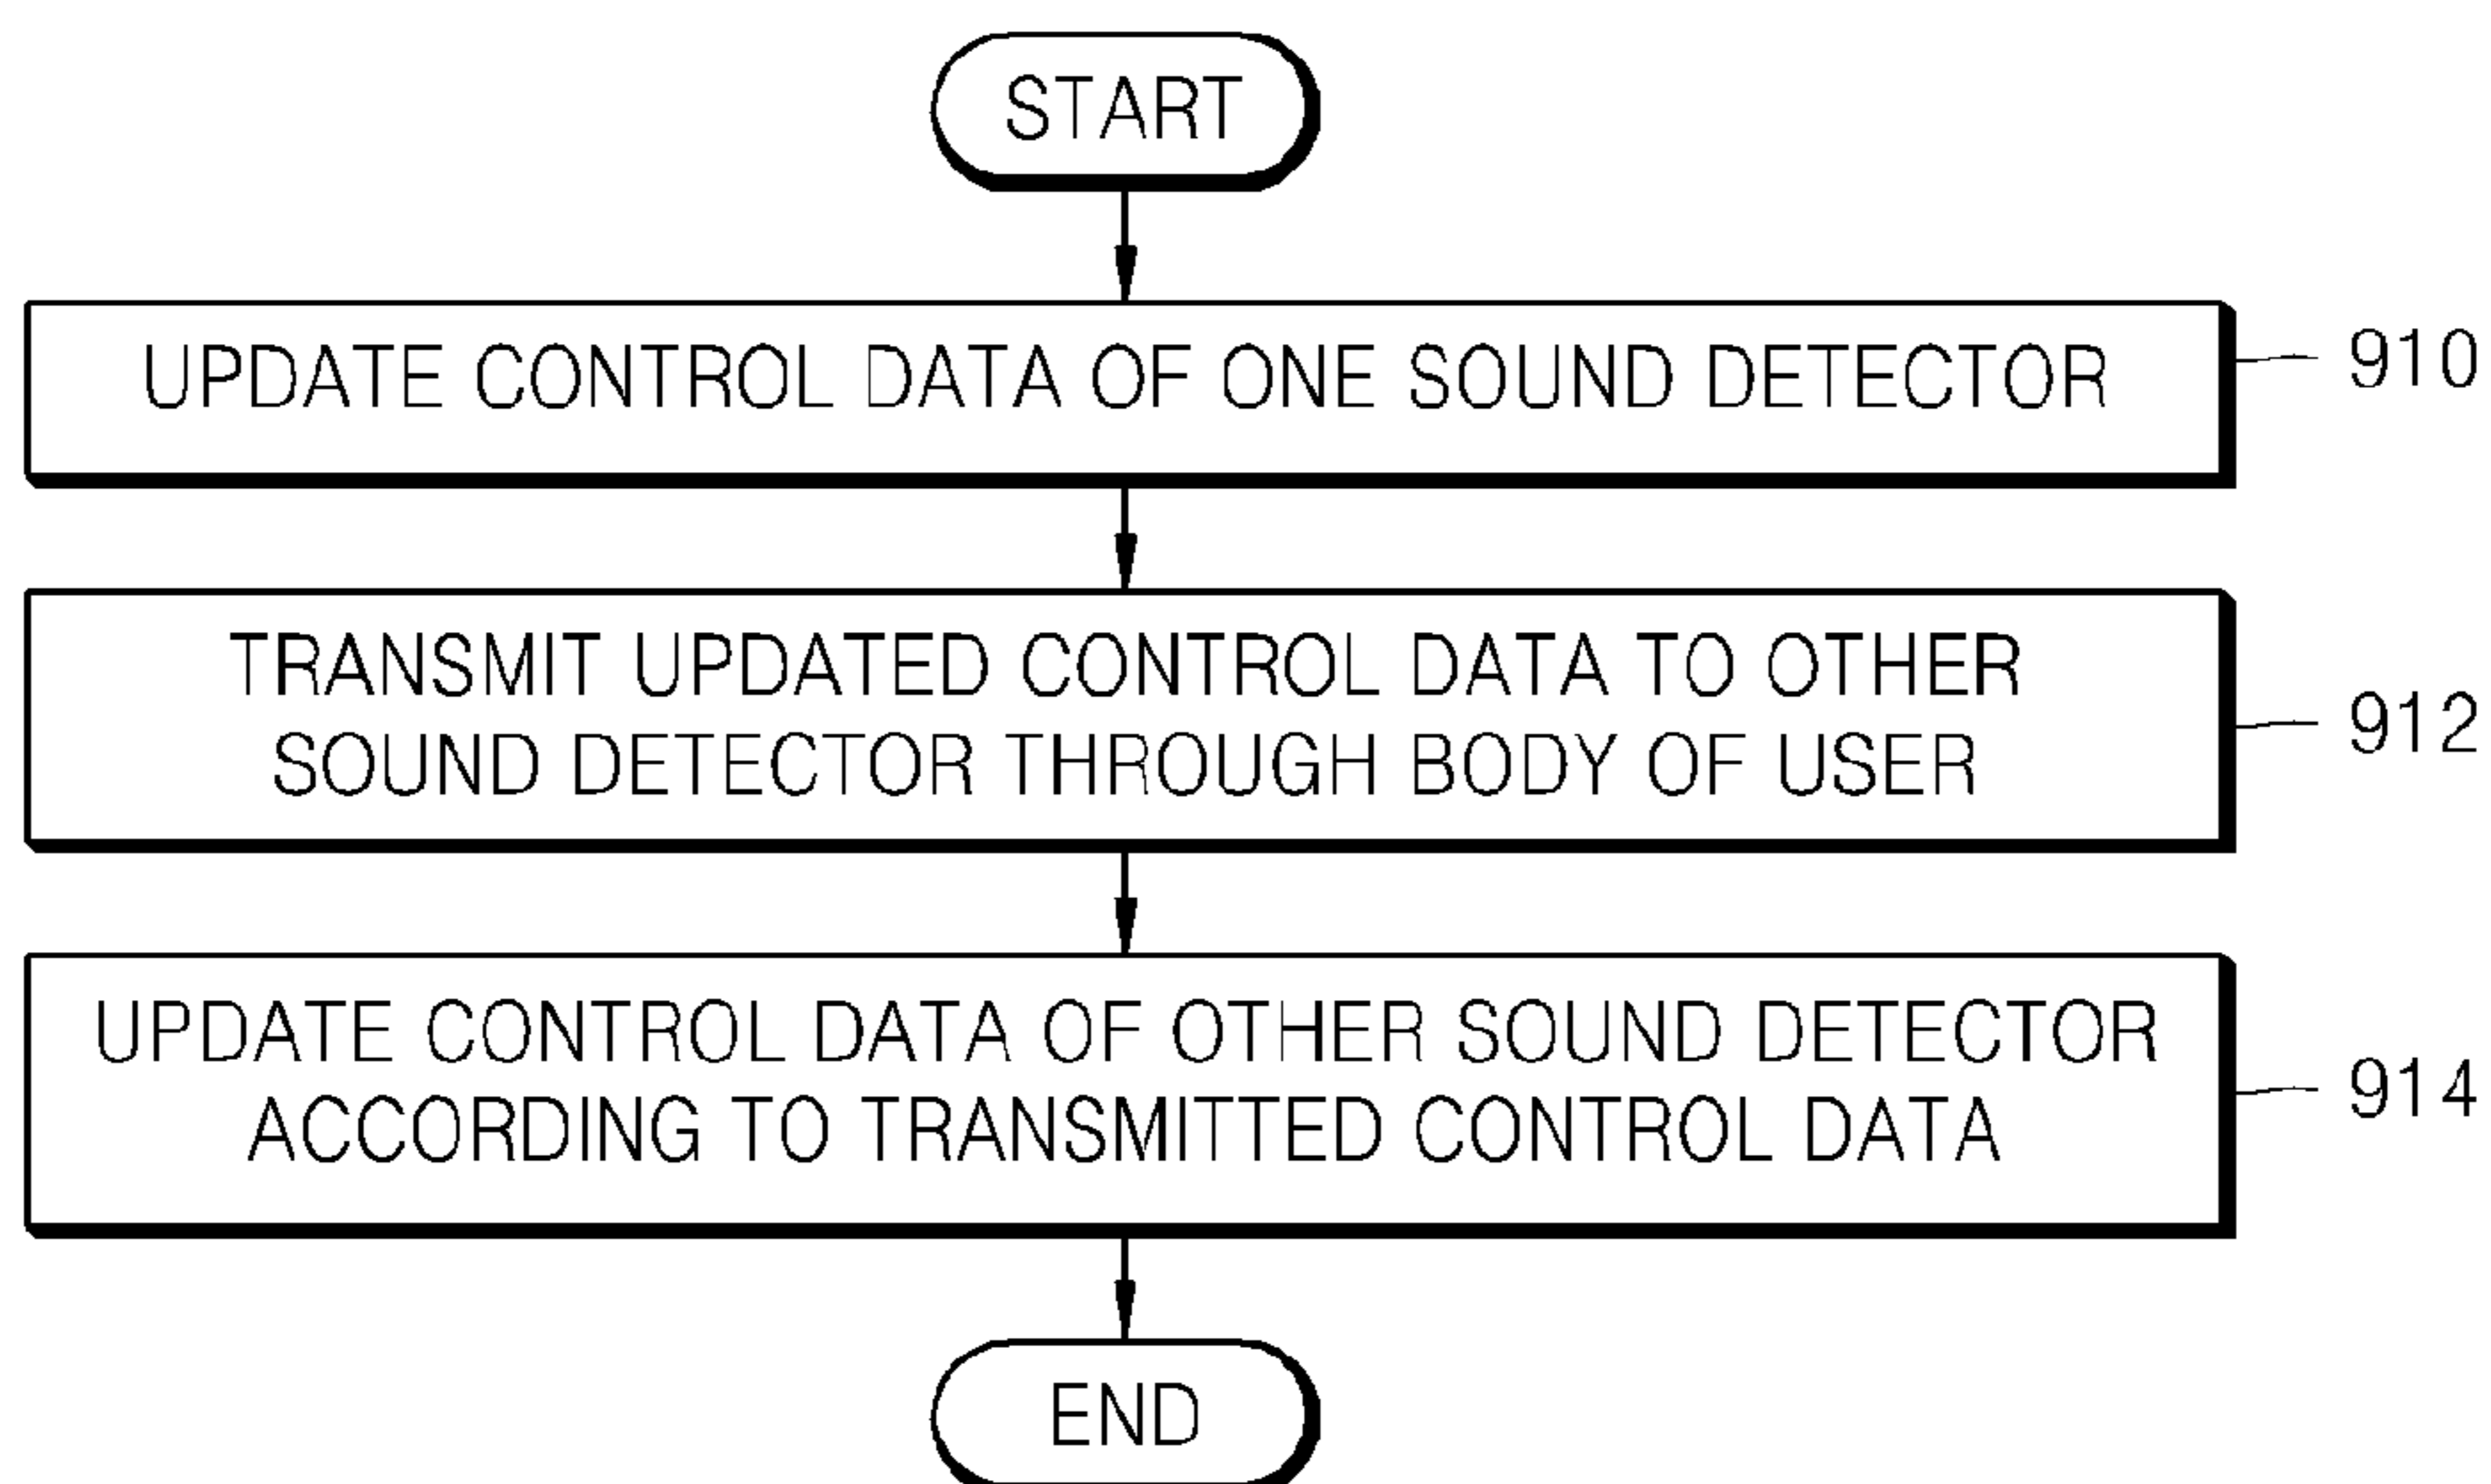 START
UPDATE CONTROL DATA OF ONE SOUND DETECTOR
910
TRANSMIT UPDATED CONTROL DATA TO OTHER
SOUND DETECTOR THROUGH BODY OF USER
912
UPDATE CONTROL DATA OF OTHER SOUND DETECTOR
ACCORDING TO TRANSMITTED CONTROL DATA
914
END